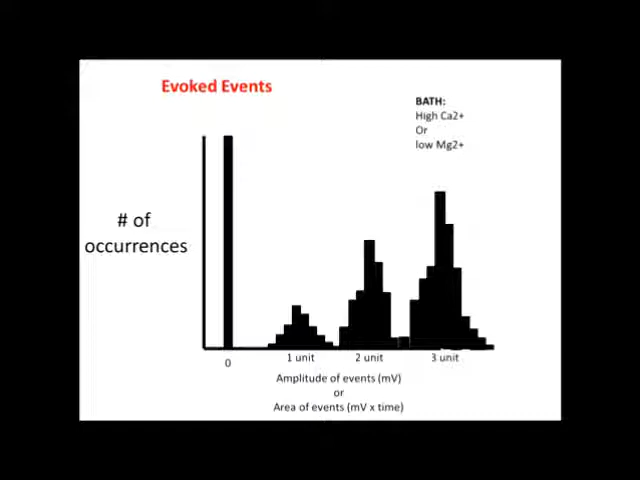 Evoked Events
BATH:
High Ca2+
Or
low Mg2+
# of
occurrences
0
1 unit
2 unit
3 unit
Amplitude of events (mV)
or
Area of events (mV x time)